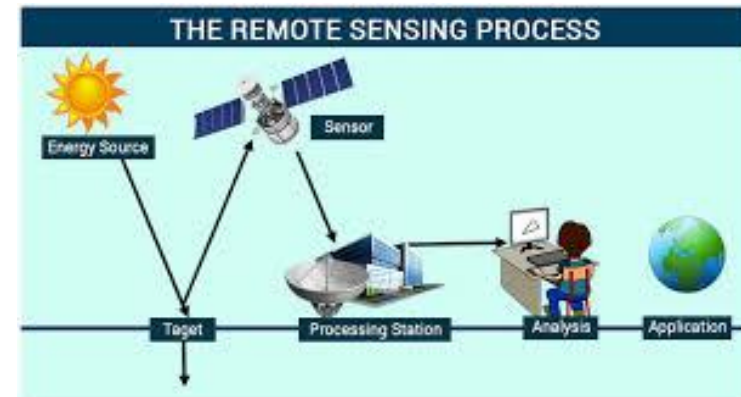 THE REMOTE SENSING PROCESS
Sensor
Energy Source
Taget
Processing Station
Analysis
Application